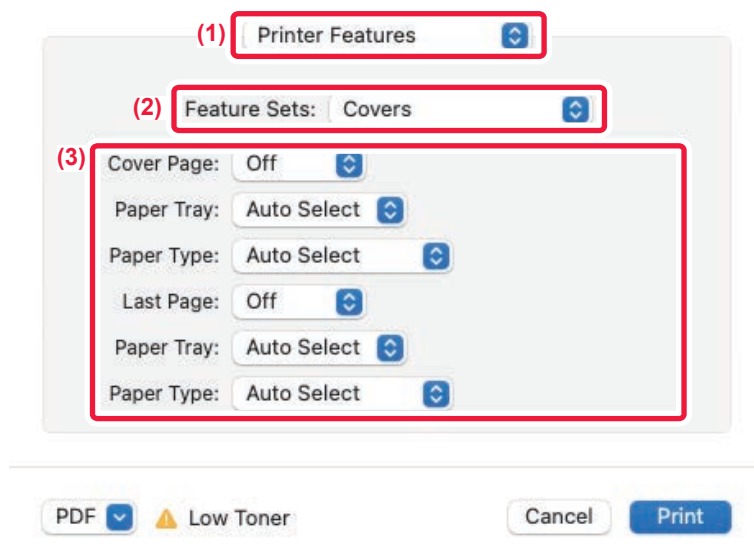 (1) Printer Features
(2) Feature Sets: Covers
(3) Cover Page: Off
Paper Tray: Auto Select
Paper Type: Auto Select
Last Page: Off
Paper Tray: Auto Select
Paper Type: Auto Select
PDF Low Toner Cancel Print